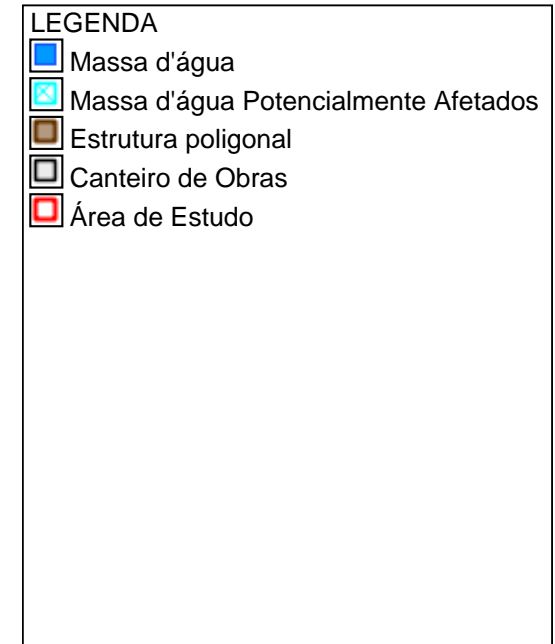 LEGENDA
Massa d'água
Massa d'água Potencialmente Afetados
Estrutura poligonal
Canteiro de Obras
Área de Estudo